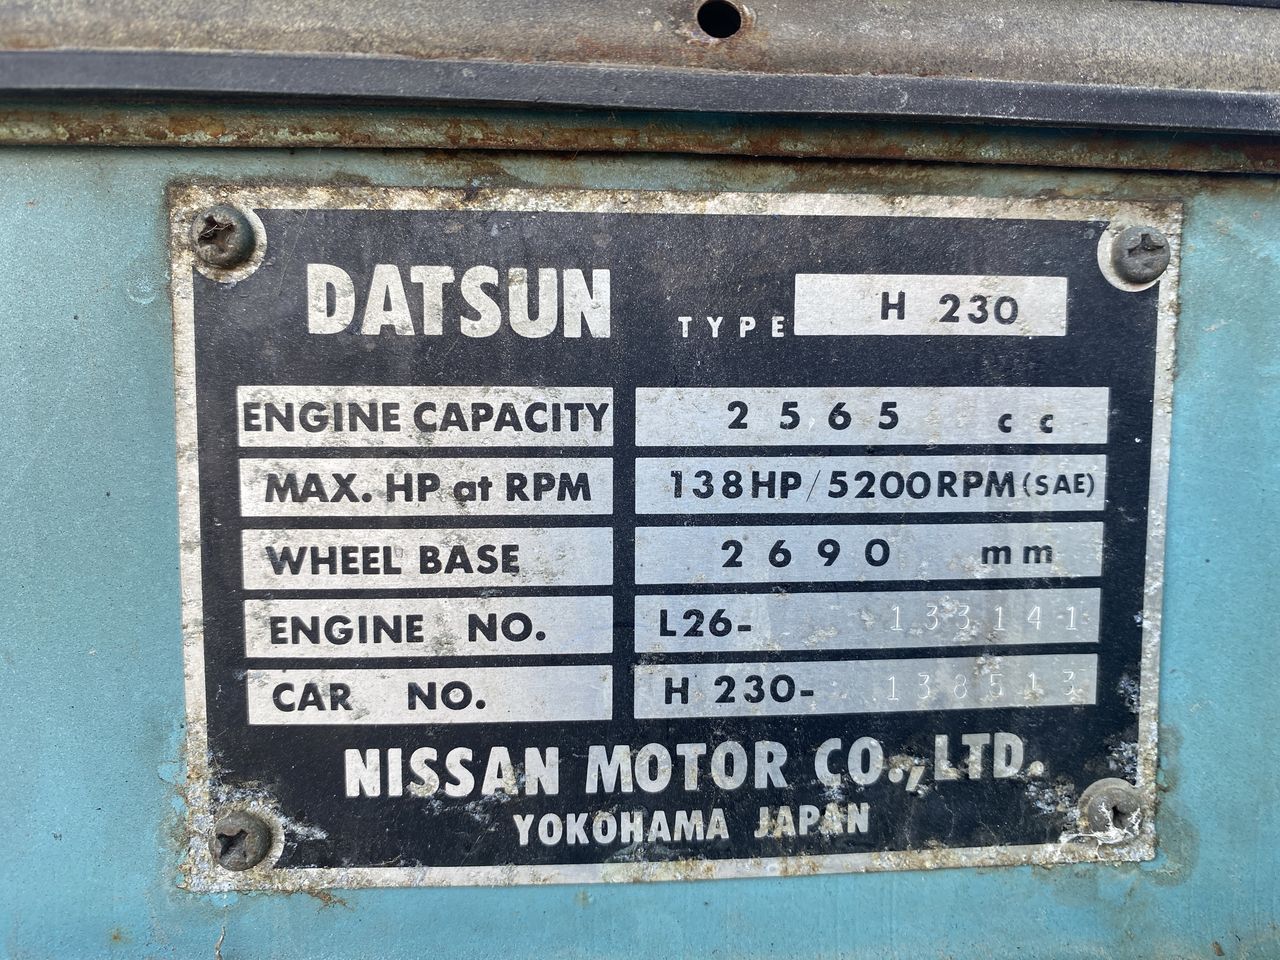 DATSUN TYPE H 230
ENGINE CAPACITY 2565 cc
MAX. HP at RPM 138HP/5200RPM(SAE)
WHEEL BASE 2690 mm
ENGINE NO. L26- 133141
CAR NO. H 230- 138513
NISSAN MOTOR CO., LTD.
YOKOHAMA JAPAN